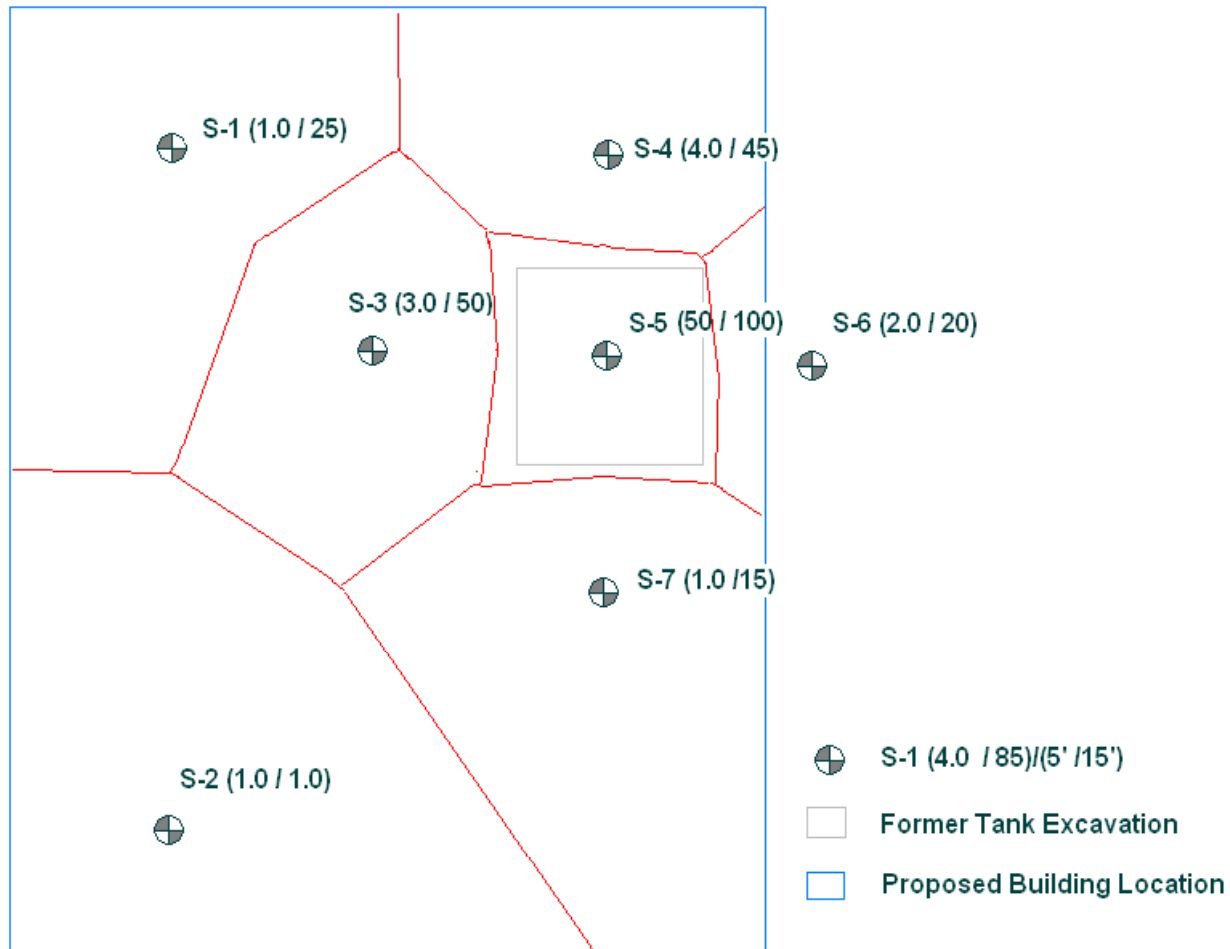 S-1 (1.0 / 25)
S-4 (4.0 / 45)
S-3 (3.0 / 50)
S-5 (50 / 100)
S-6 (2.0 / 20)
S-7 (1.0 /15)
S-2 (1.0 / 1.0)
S-1 (4.0 / 85)/(5' /15')
Former Tank Excavation
Proposed Building Location